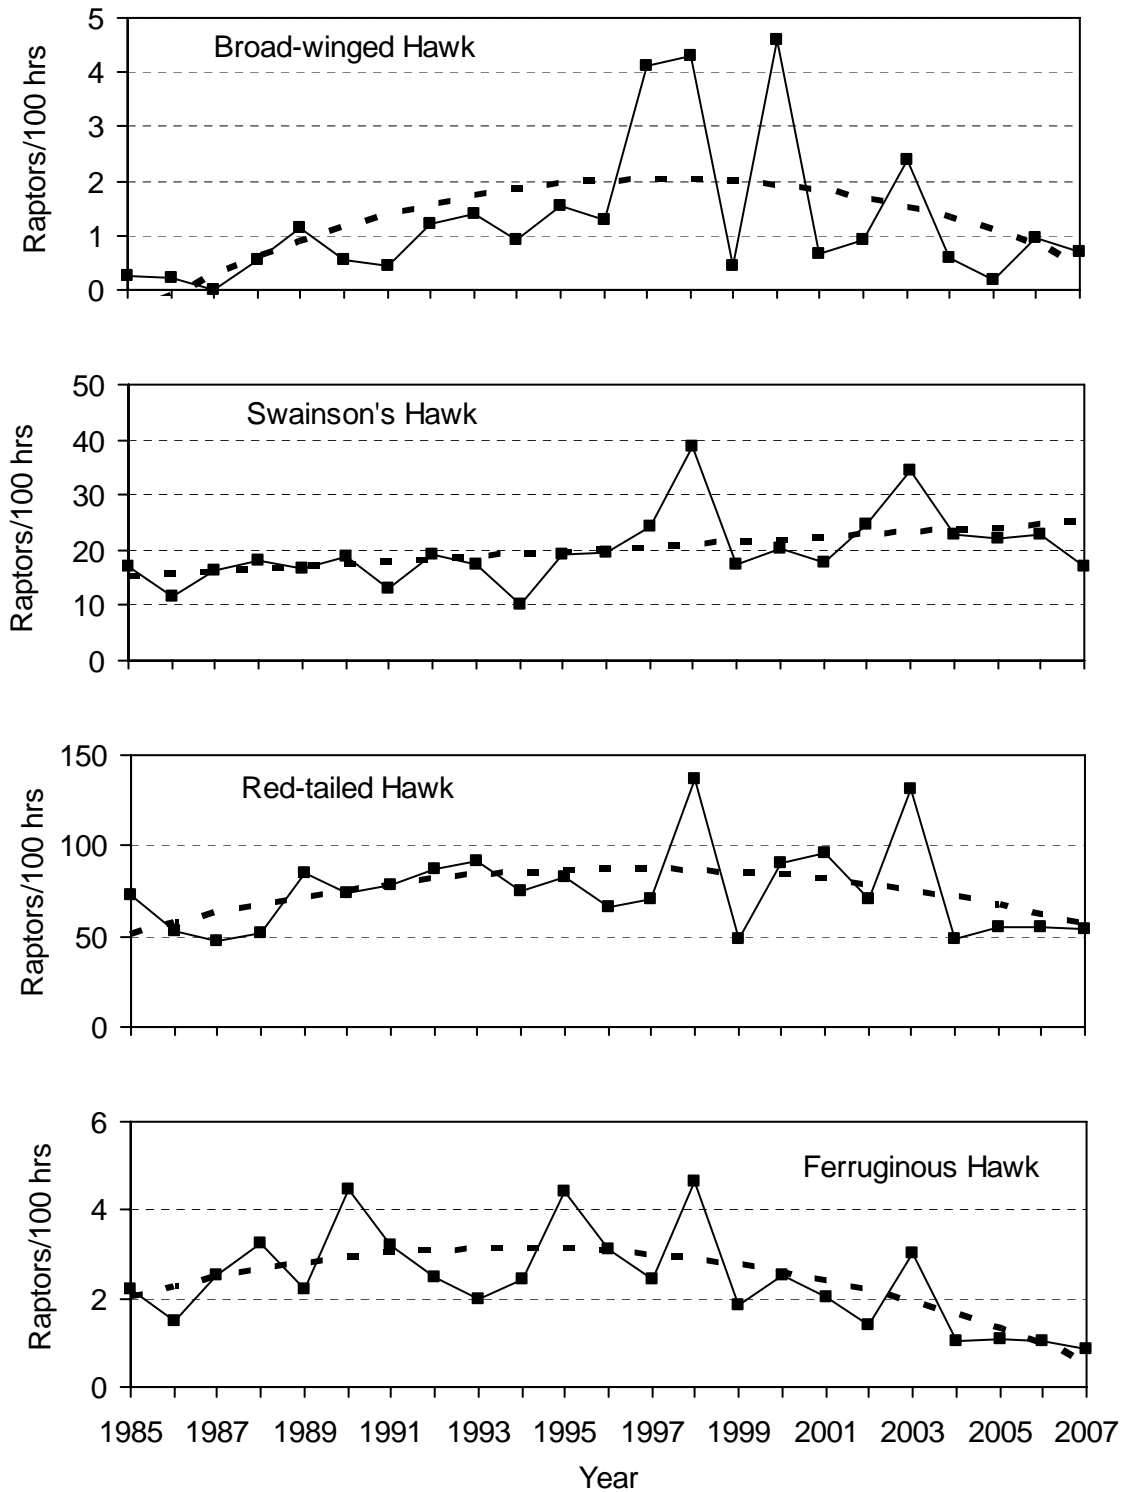 Broad-winged Hawk
Raptors/100 hrs
5
4
3
2
1
0
Swainson's Hawk
Raptors/100 hrs
50
40
30
20
10
0
Red-tailed Hawk
Raptors/100 hrs
150
100
50
0
Ferruginous Hawk
Raptors/100 hrs
6
4
2
0
1985 1987 1989 1991 1993 1995 1997 1999 2001 2003 2005 2007
Year